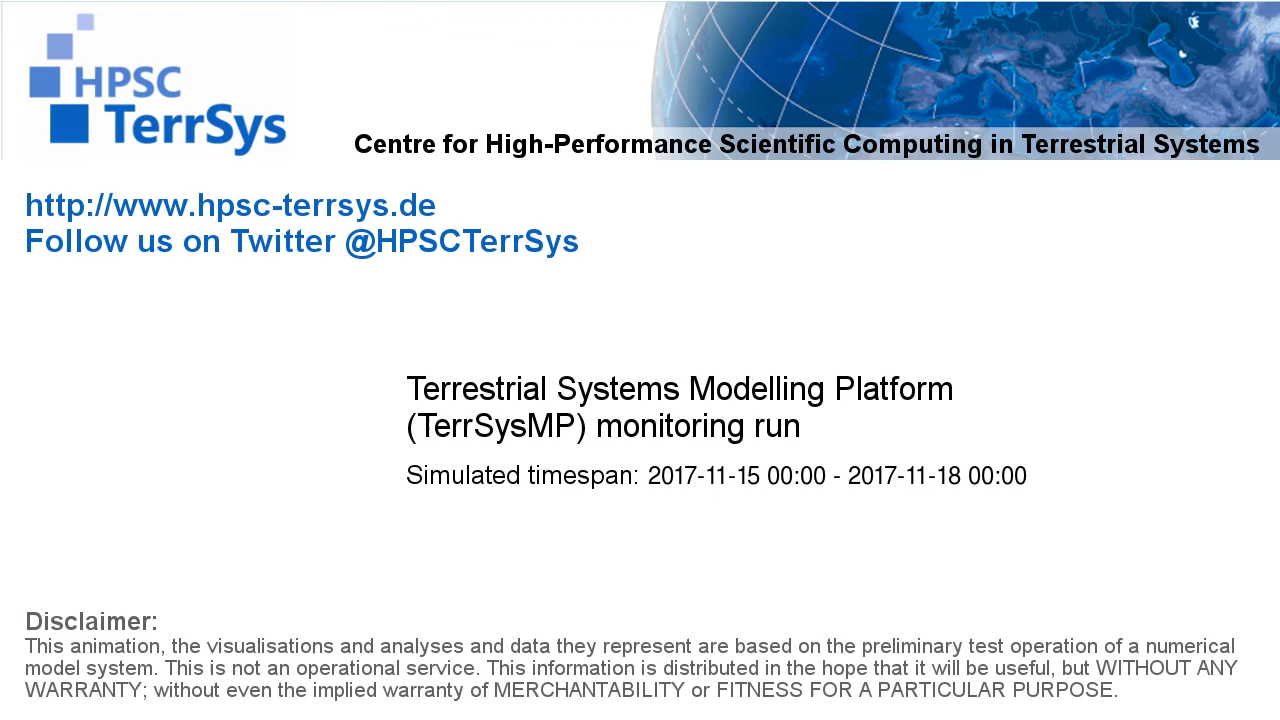 HPSC
TerrSys
Centre for High-Performance Scientific Computing in Terrestrial Systems
http://www.hpsc-terrsys.de
Follow us on Twitter @HPSCTerrSys
Terrestrial Systems Modelling Platform
(TerrSysMP) monitoring run
Simulated timespan: 2017-11-15 00:00 - 2017-11-18 00:00
Disclaimer:
This animation, the visualisations and analyses and data they represent are based on the preliminary test operation of a numerical
model system. This is not an operational service. This information is distributed in the hope that it will be useful, but WITHOUT ANY
WARRANTY; without even the implied warranty of MERCHANTABILITY or FITNESS FOR A PARTICULAR PURPOSE.